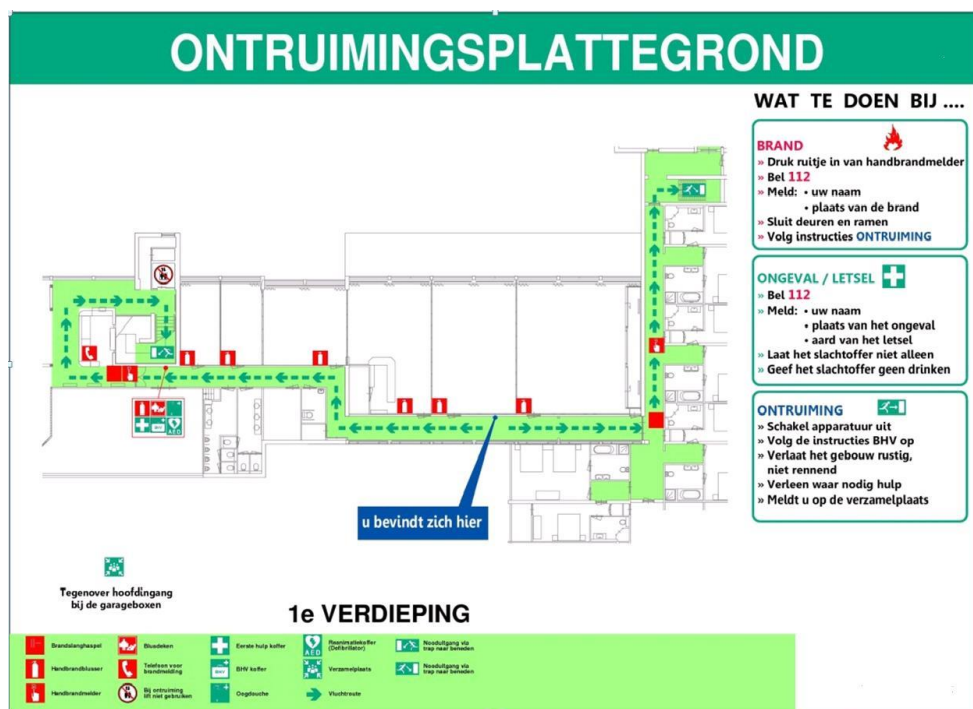 ONTRUIMINGSPLATTEGROND
WAT TE DOEN BIJ ....
BRAND
» Druk ruitje in van handbrandmelder
» Bel 112
» Meld: • uw naam
• plaats van de brand
» Sluit deuren en ramen
» Volg instructies ONTRUIMING
ONGEVAL / LETSEL
» Bel 112
» Meld: • uw naam
• plaats van het ongeval
• aard van het letsel
» Laat het slachtoffer niet alleen
» Geef het slachtoffer geen drinken
ONTRUIMING
» Schakel apparatuur uit
» Volg de instructies BHV op
» Verlaat het gebouw rustig,
niet rennend
» Verleen waar nodig hulp
» Meldt u op de verzamelplaats
AED
u bevindt zich hier
Tegenover hoofdingang
bij de garageboxen
1e VERDIEPING
Brandslanghaspel
Handbrandblusser
Handbrandmelder
Blusdeken
Telefoon voor
brandmelding
Bij ontruiming
lift niet gebruiken
Eerste hulp koffer
BHV
BHV koffer
Oogdouche
AED
Reanimatiekoffer
(Defibrillator)
Verzamelplaats
Vluchtroute
Nooduitgang via
trap naar beneden
Nooduitgang via
trap naar beneden